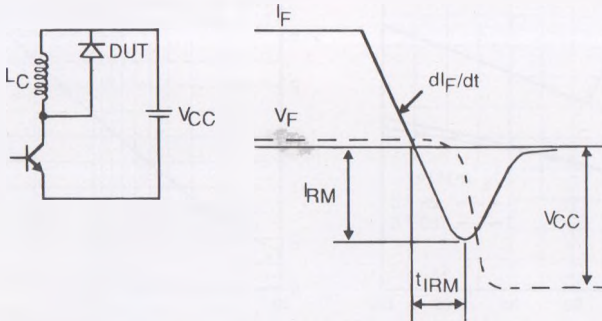 DUT
LC
VCC
IF
dIF/dt
VF
IRM
VCC
tIRM